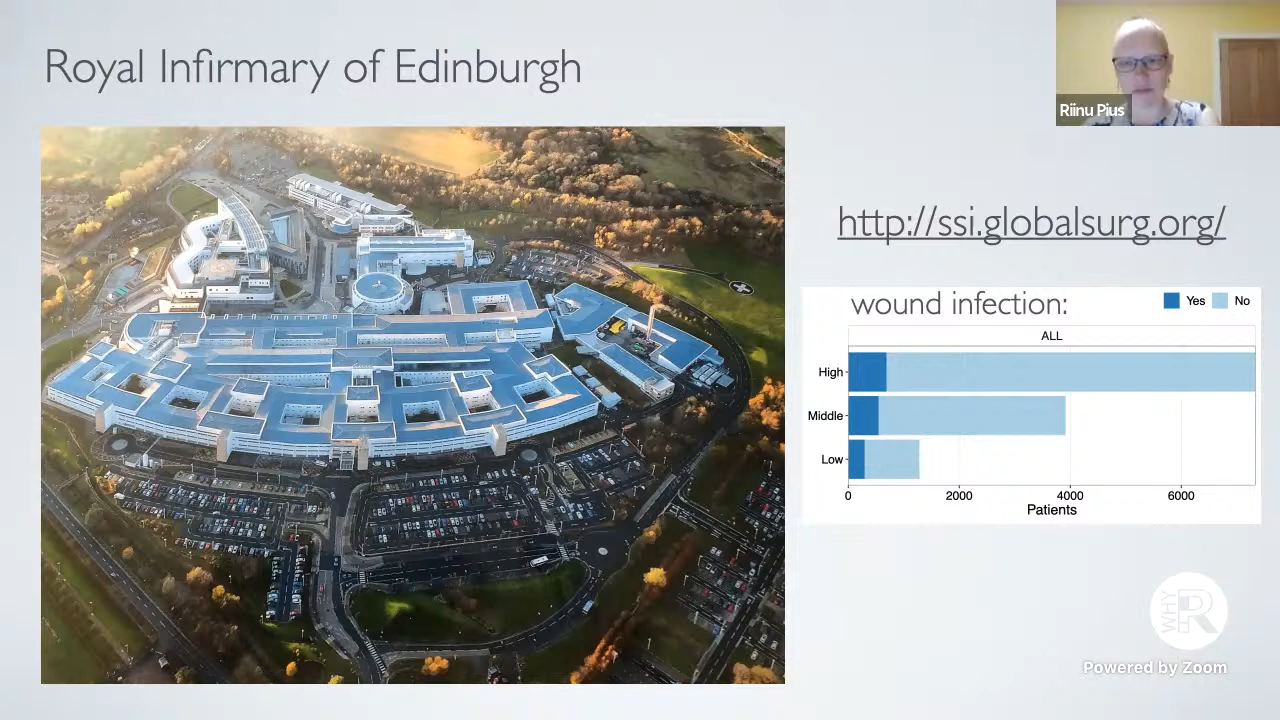 Royal Infirmary of Edinburgh
Riinu Pius
http://ssi.globalsurg.org/
wound infection:
Yes No
ALL
High
Middle
Low
0 2000 4000 6000
Patients
WHY R
Powered by Zoom